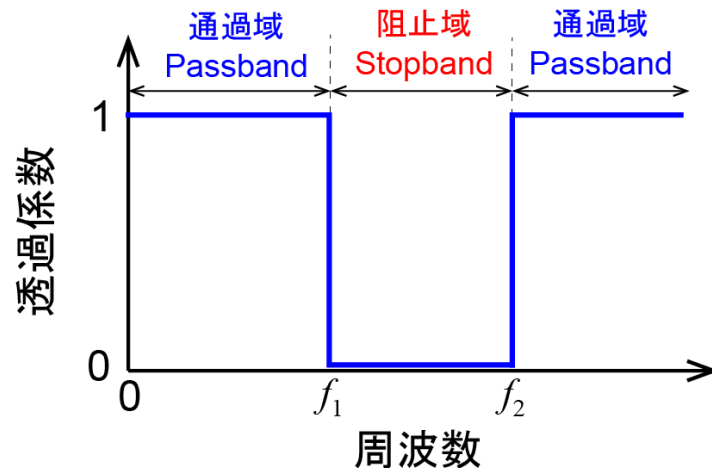 通過域
Passband
阻止域
Stopband
通過域
Passband
1
透過係数
0
0
f₁
f₂
周波数